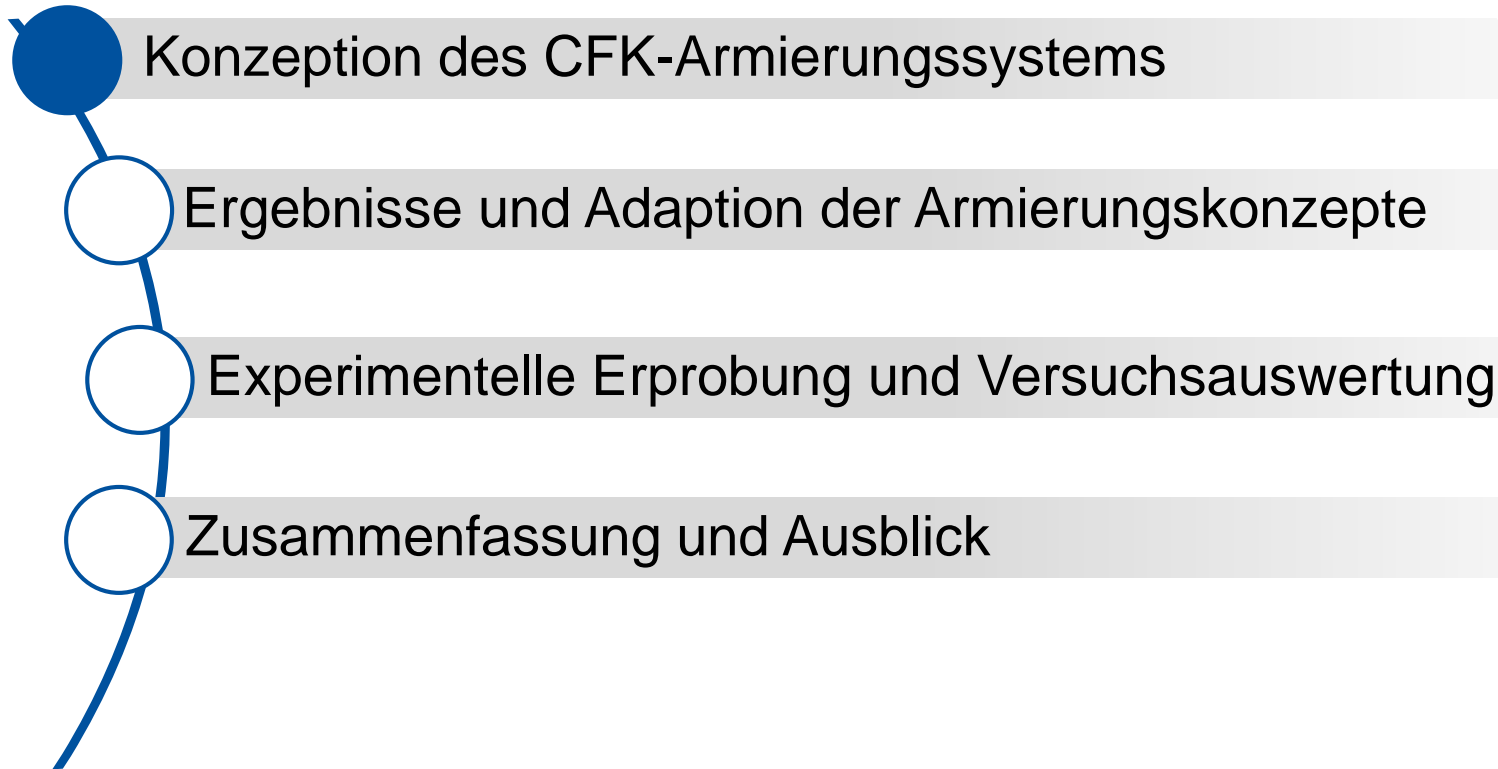 Konzeption des CFK-Armierungssystems
Ergebnisse und Adaption der Armierungskonzepte
Experimentelle Erprobung und Versuchsauswertung
Zusammenfassung und Ausblick